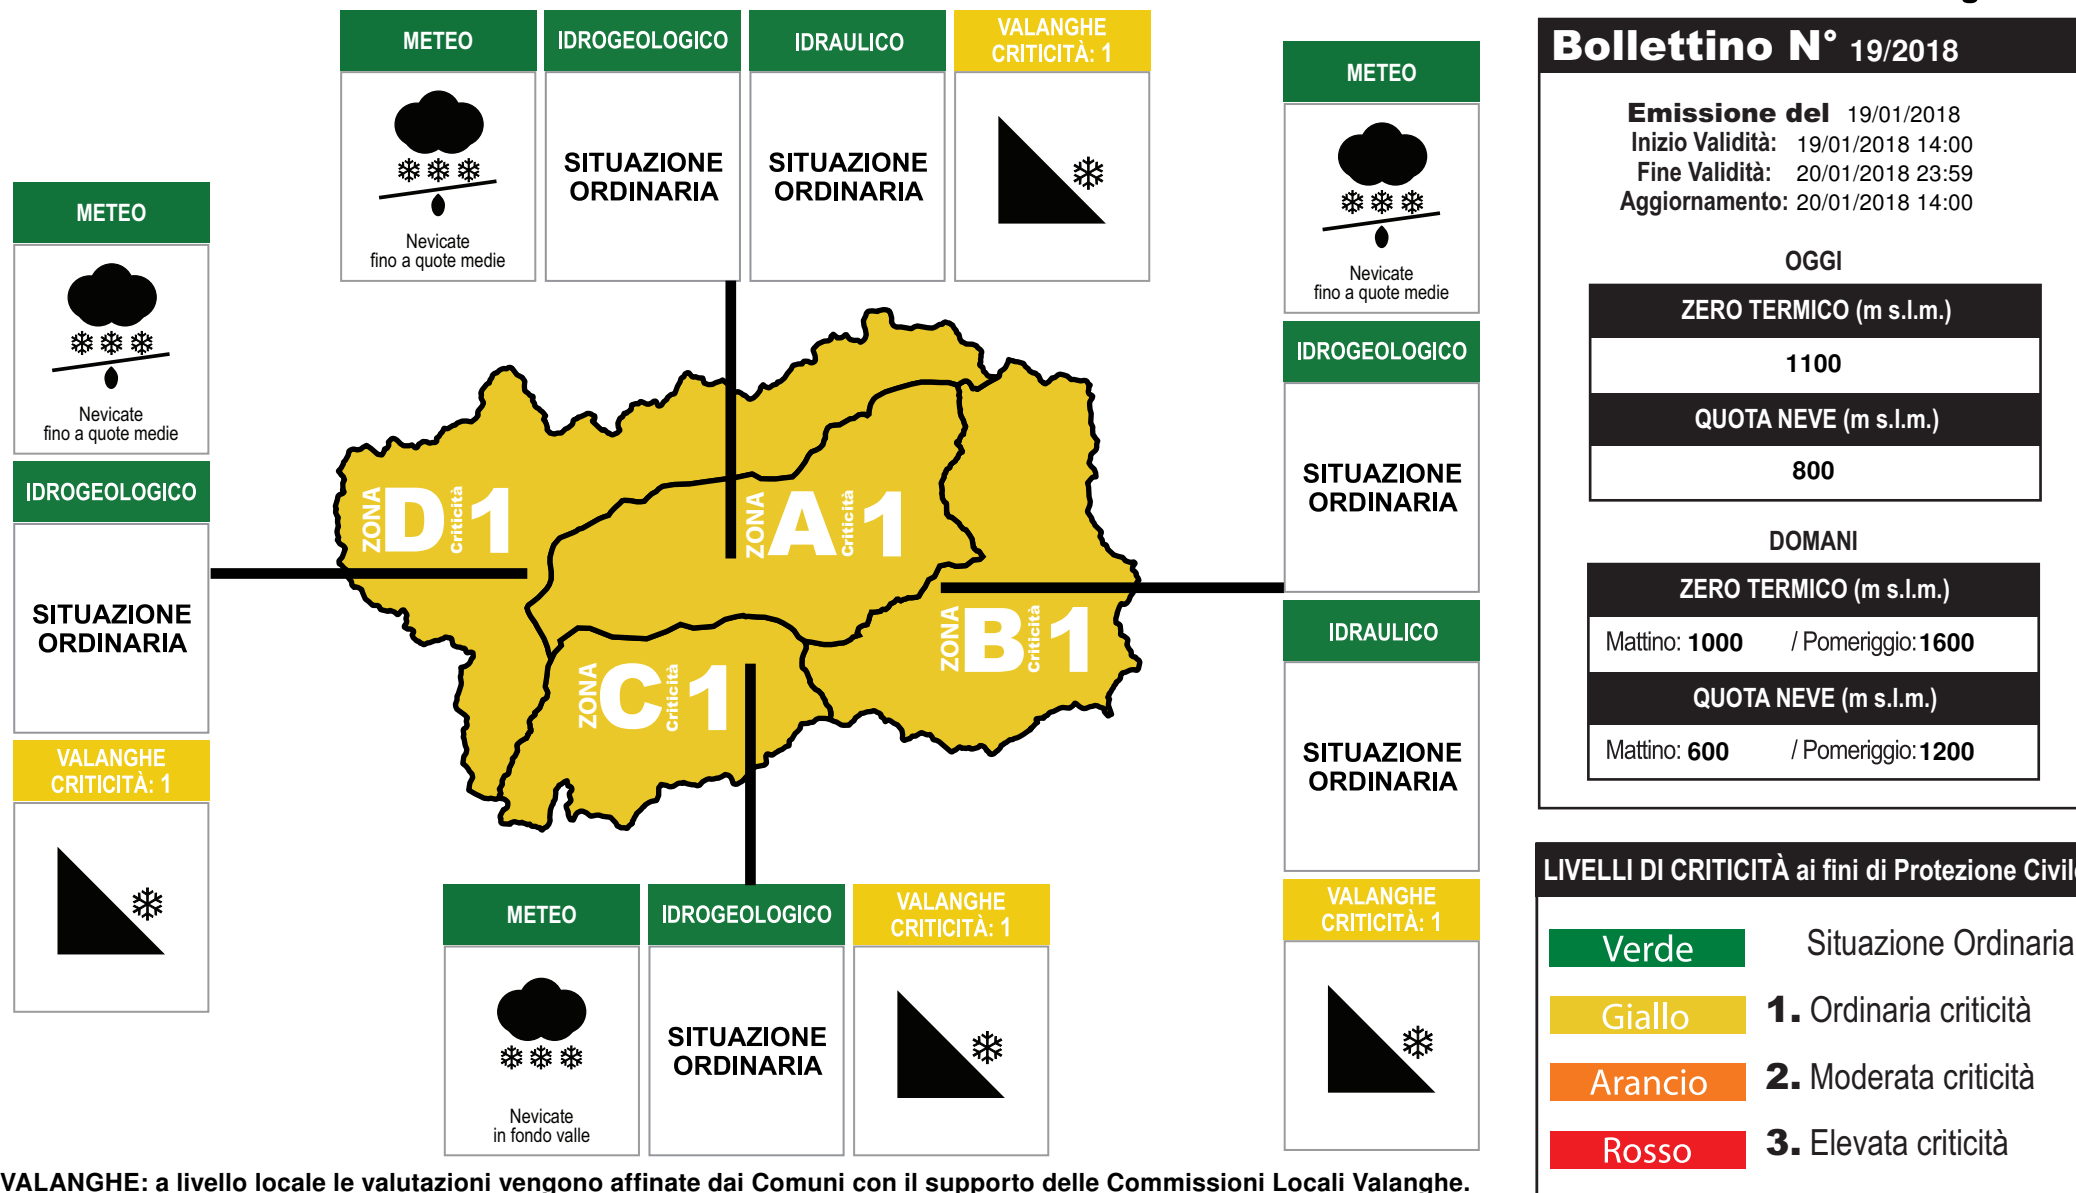 METEO
Nevicate
fino a quote medie
IDROGEOLOGICO
SITUAZIONE
ORDINARIA
IDRAULICO
SITUAZIONE
ORDINARIA
VALANGHE
CRITICITÀ: 1
METEO
Nevicate
fino a quote medie
IDROGEOLOGICO
SITUAZIONE
ORDINARIA
VALANGHE
CRITICITÀ: 1
ZONA D Criticità 1
ZONA A Criticità 1
ZONA B Criticità 1
ZONA C Criticità 1
METEO
Nevicate
fino a quote medie
IDROGEOLOGICO
SITUAZIONE
ORDINARIA
IDRAULICO
SITUAZIONE
ORDINARIA
VALANGHE
CRITICITÀ: 1
METEO
Nevicate
in fondo valle
IDROGEOLOGICO
SITUAZIONE
ORDINARIA
VALANGHE
CRITICITÀ: 1
VALANGHE: a livello locale le valutazioni vengono affinate dai Comuni con il supporto delle Commissioni Locali Valanghe.
Bollettino N° 19/2018
Emissione del 19/01/2018
Inizio Validità: 19/01/2018 14:00
Fine Validità: 20/01/2018 23:59
Aggiornamento: 20/01/2018 14:00
OGGI
ZERO TERMICO (m s.l.m.)
1100
QUOTA NEVE (m s.l.m.)
800
DOMANI
ZERO TERMICO (m s.l.m.)
Mattino: 1000 / Pomeriggio: 1600
QUOTA NEVE (m s.l.m.)
Mattino: 600 / Pomeriggio: 1200
LIVELLI DI CRITICITÀ ai fini di Protezione Civile
Verde Situazione Ordinaria
Giallo 1. Ordinaria criticità
Arancio 2. Moderata criticità
Rosso 3. Elevata criticità